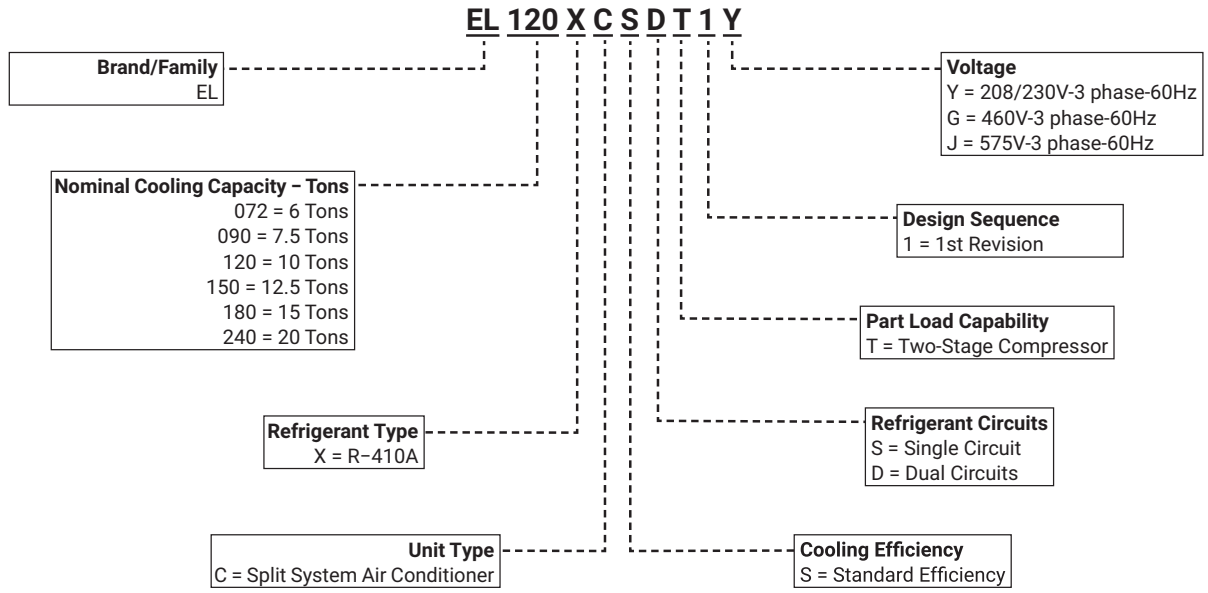 EL 120 X C S D T 1 Y
Brand/Family
EL
Voltage
Y = 208/230V-3 phase-60Hz
G = 460V-3 phase-60Hz
J = 575V-3 phase-60Hz
Nominal Cooling Capacity – Tons
072 = 6 Tons
090 = 7.5 Tons
120 = 10 Tons
150 = 12.5 Tons
180 = 15 Tons
240 = 20 Tons
Design Sequence
1 = 1st Revision
Part Load Capability
T = Two-Stage Compressor
Refrigerant Type
X = R−410A
Refrigerant Circuits
S = Single Circuit
D = Dual Circuits
Unit Type
C = Split System Air Conditioner
Cooling Efficiency
S = Standard Efficiency